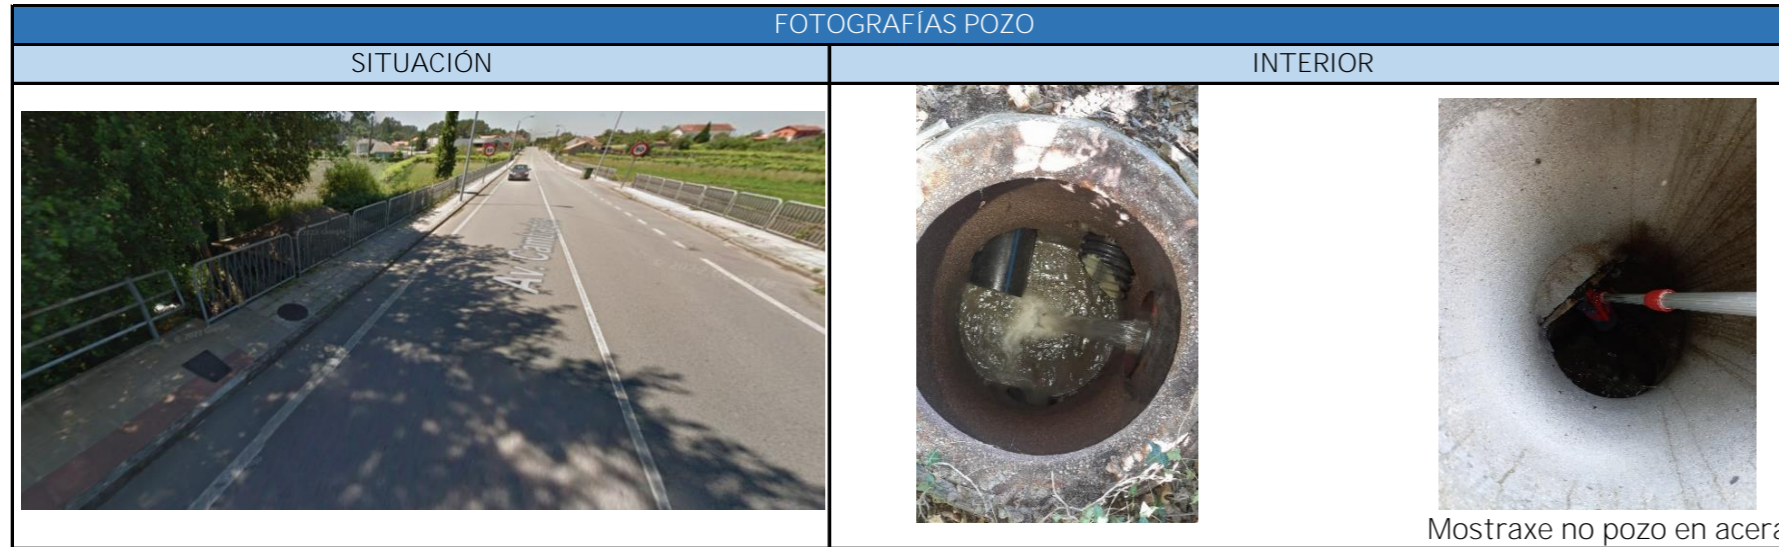 FOTOGRAFÍAS POZO
SITUACIÓN
INTERIOR
Mostraxe no pozo en acera